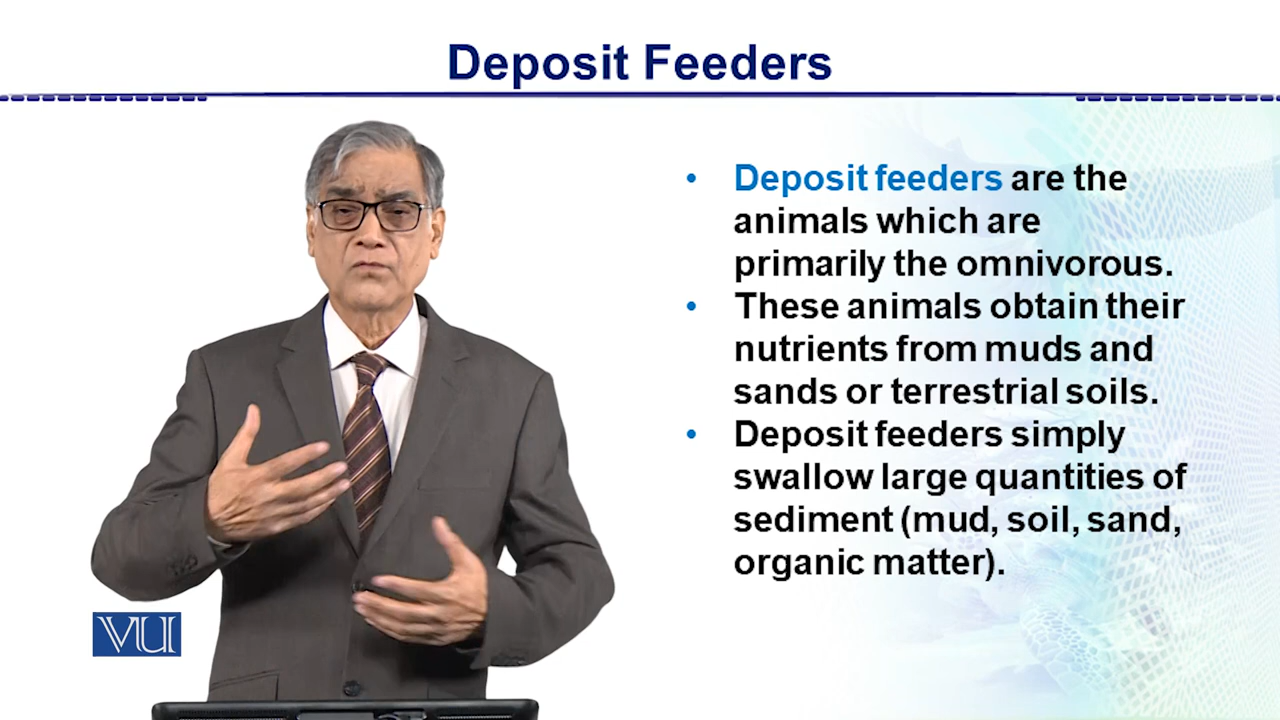 Deposit Feeders
• Deposit feeders are the
animals which are
primarily the omnivorous.
• These animals obtain their
nutrients from muds and
sands or terrestrial soils.
• Deposit feeders simply
swallow large quantities of
sediment (mud, soil, sand,
organic matter).
VU